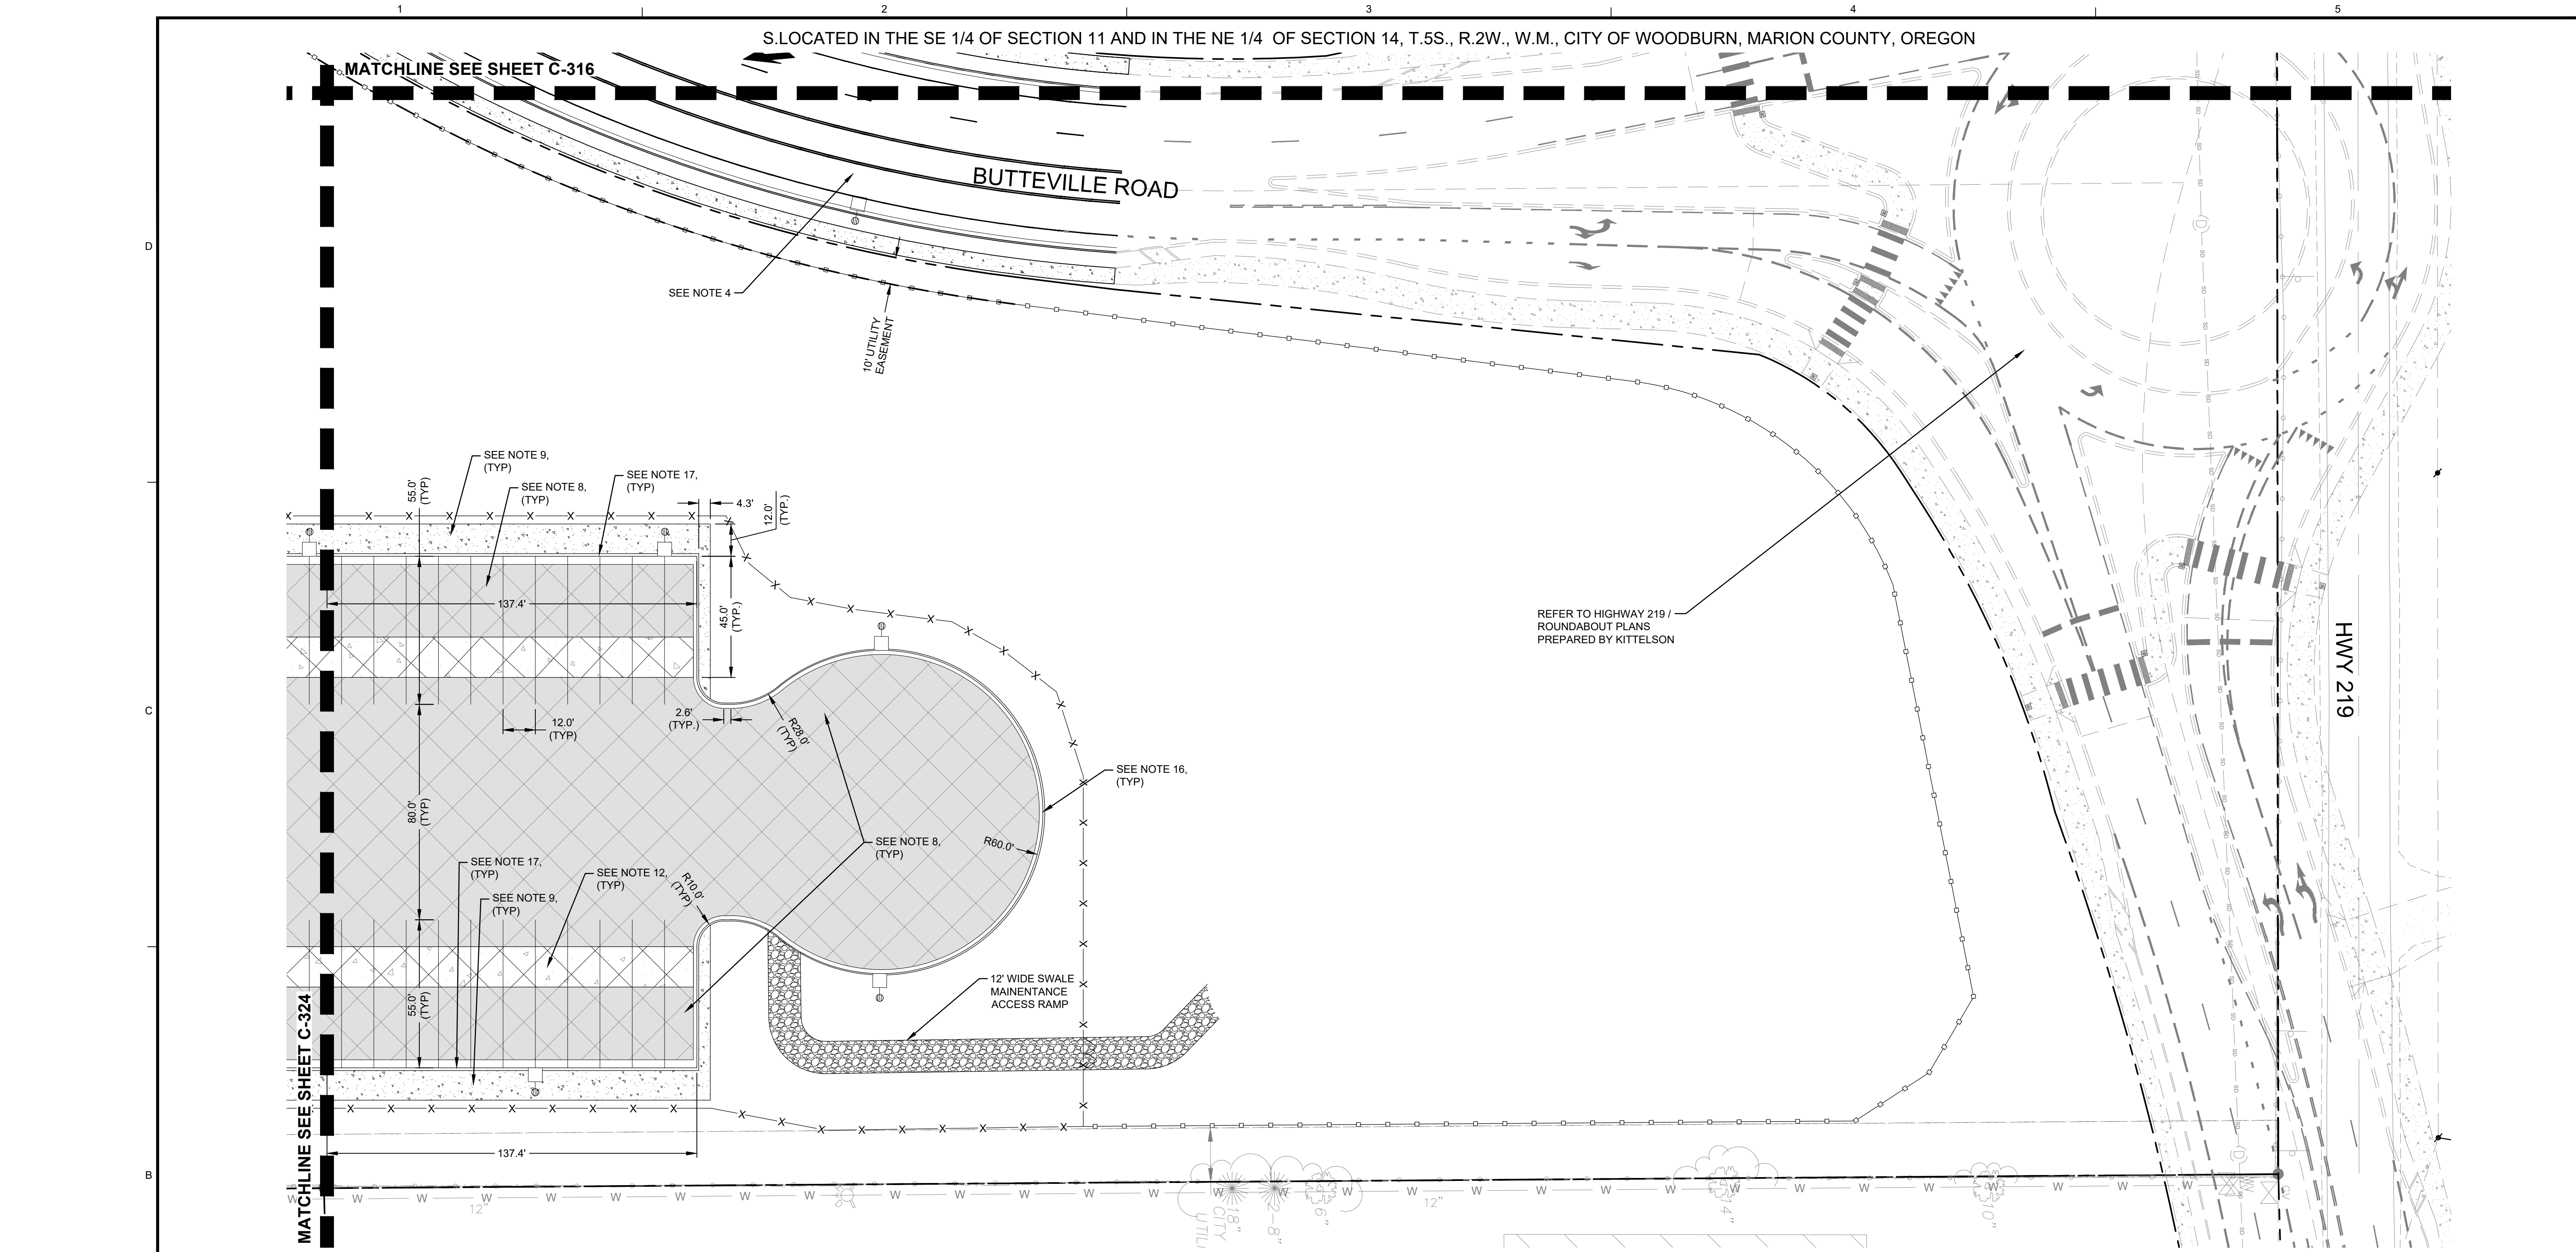 1
2
3
4
5
S.LOCATED IN THE SE 1/4 OF SECTION 11 AND IN THE NE 1/4 OF SECTION 14, T.5S., R.2W., W.M., CITY OF WOODBURN, MARION COUNTY, OREGON
MATCHLINE SEE SHEET C-316
BUTTEVILLE ROAD
D
SEE NOTE 4
10' UTILITY
EASEMENT
SEE NOTE 9,
(TYP)
SEE NOTE 8,
(TYP)
SEE NOTE 17,
(TYP)
55.0'
(TYP)
4.3'
12.0'
(TYP.)
137.4'
45.0'
(TYP.)
REFER TO HIGHWAY 219 /
ROUNDABOUT PLANS
PREPARED BY KITTELSON
HWY 219
C
12.0'
(TYP)
2.6'
(TYP.)
R28.0'
(TYP)
SEE NOTE 16,
(TYP)
80.0'
(TYP)
SEE NOTE 8,
(TYP)
R60.0'
SEE NOTE 17,
(TYP)
SEE NOTE 12,
(TYP)
R10.0'
(TYP)
SEE NOTE 9,
(TYP)
55.0'
(TYP)
12' WIDE SWALE
MAINENTANCE
ACCESS RAMP
MATCHLINE SEE SHEET C-324
137.4'
B
12"
CITY
18"
2-8"
6"
12"
14"
10"